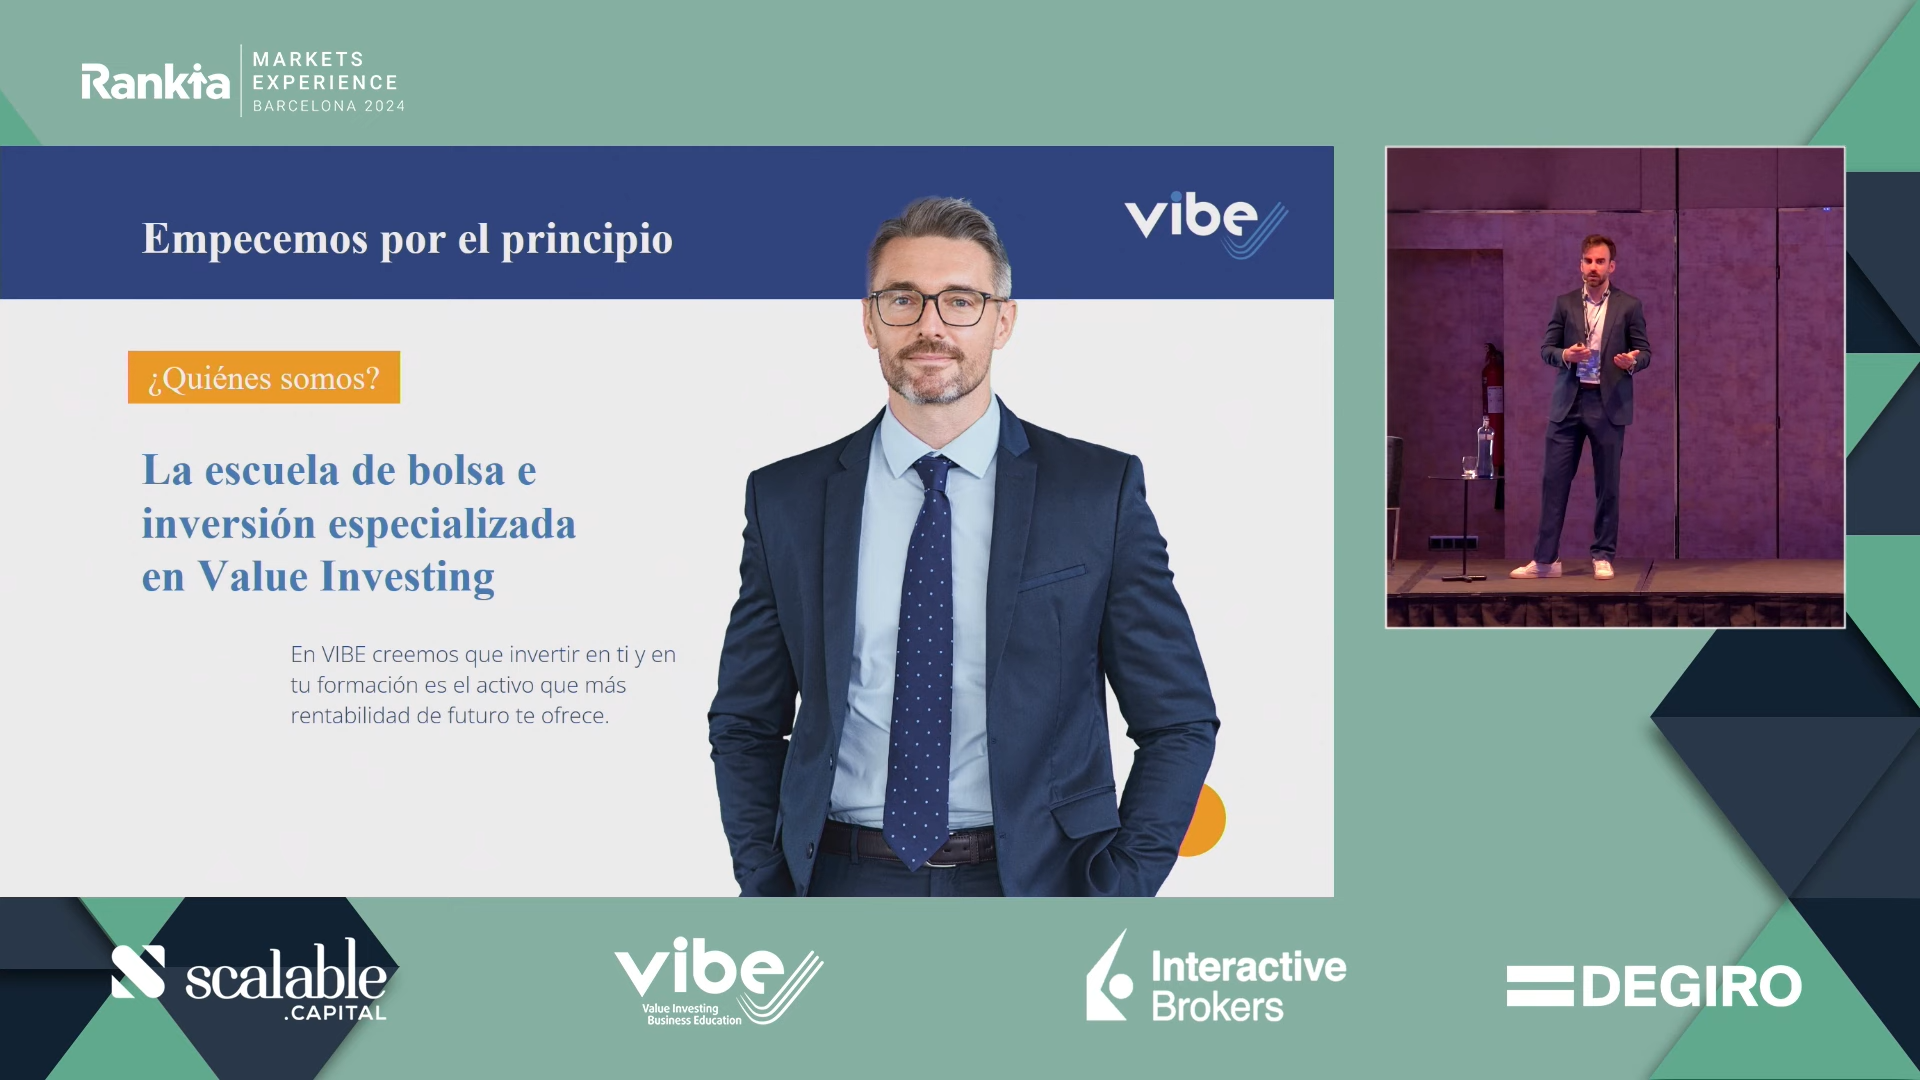 Rankia
MARKETS
EXPERIENCE
BARCELONA 2024
Empecemos por el principio
vibe
¿Quiénes somos?
La escuela de bolsa e
inversión especializada
en Value Investing
En VIBE creemos que invertir en ti y en
tu formación es el activo que más
rentabilidad de futuro te ofrece.
scalable
.CAPITAL
vibe
Value Investing
Business Education
Interactive
Brokers
DEGIRO